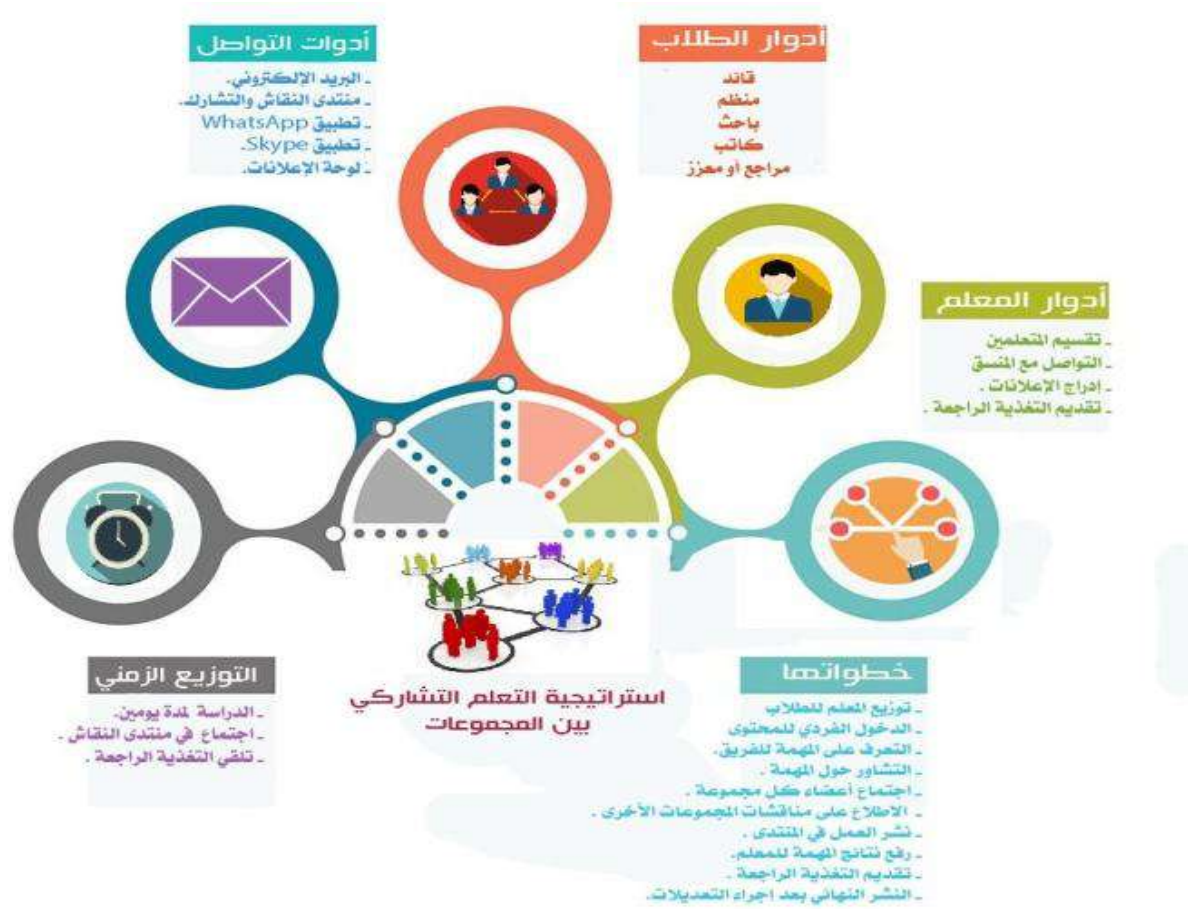 أدوار الطلاب
قائد
منظم
باحث
كاتب
مراجع أو معزز
أدوات التواصل
ـ البريد الإلكتروني.
ـ منتدى النقاش والتشارك.
ـ تطبيق WhatsApp
ـ تطبيق Skype.
ـ لوحة الإعلانات.
أدوار المعلم
ـ تقسيم المتعلمين
ـ التواصل مع المنسق
ـ إدراج الإعلانات .
ـ تقديم التغذية الراجعة .
خطواتها
ـ توزيع المعلم للطلاب
ـ الدخول الفردي للمحتوى
ـ التعرف على المهمة للفريق.
ـ التشاور حول المهمة .
ـ اجتماع أعضاء كل مجموعة .
ـ الاطلاع على مناقشات المجموعات الأخرى .
ـ نشر العمل في المنتدى .
ـ رفع نتائج المهمة للمعلم.
ـ تقديم التغذية الراجعة .
ـ النشر النهائي بعد إجراء التعديلات.
استراتيجية التعلم التشاركي
بين المجموعات
التوزيع الزمني
ـ الدراسة لمدة يومين.
ـ اجتماع في منتدى النقاش .
ـ تلقي التغذية الراجعة .